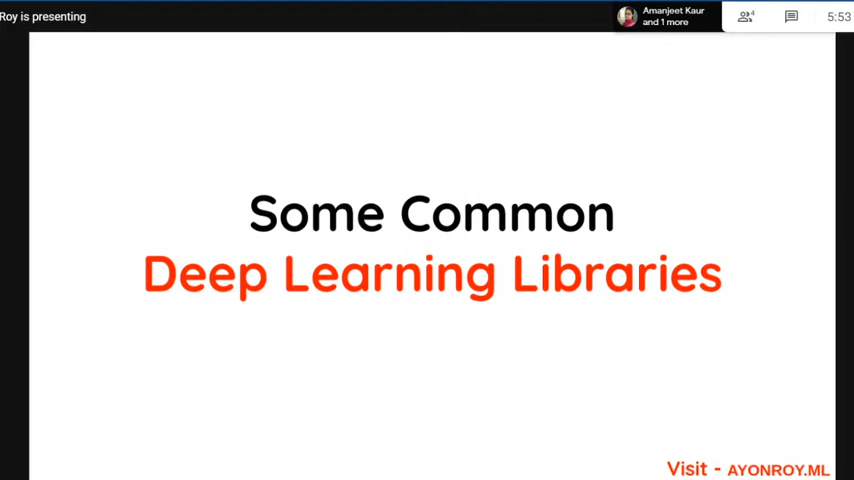 Roy is presenting
Amanjeet Kaur
and 1 more
4
5:53
Some Common
Deep Learning Libraries
Visit - AYONROY.ML